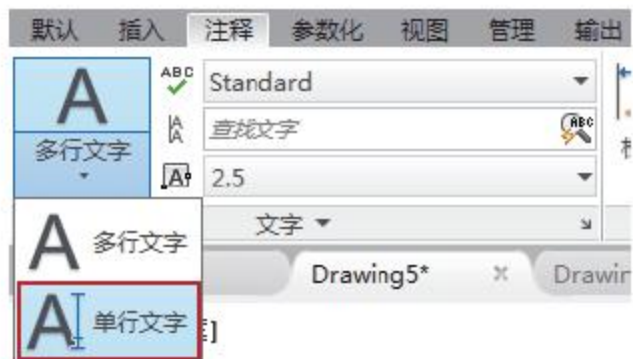 默认 插入 注释 参数化 视图 管理 输出
ABC Standard
A A 查找文字 ABC
多行文字
A 2.5
文字
A 多行文字
Drawing5*
A 单行文字